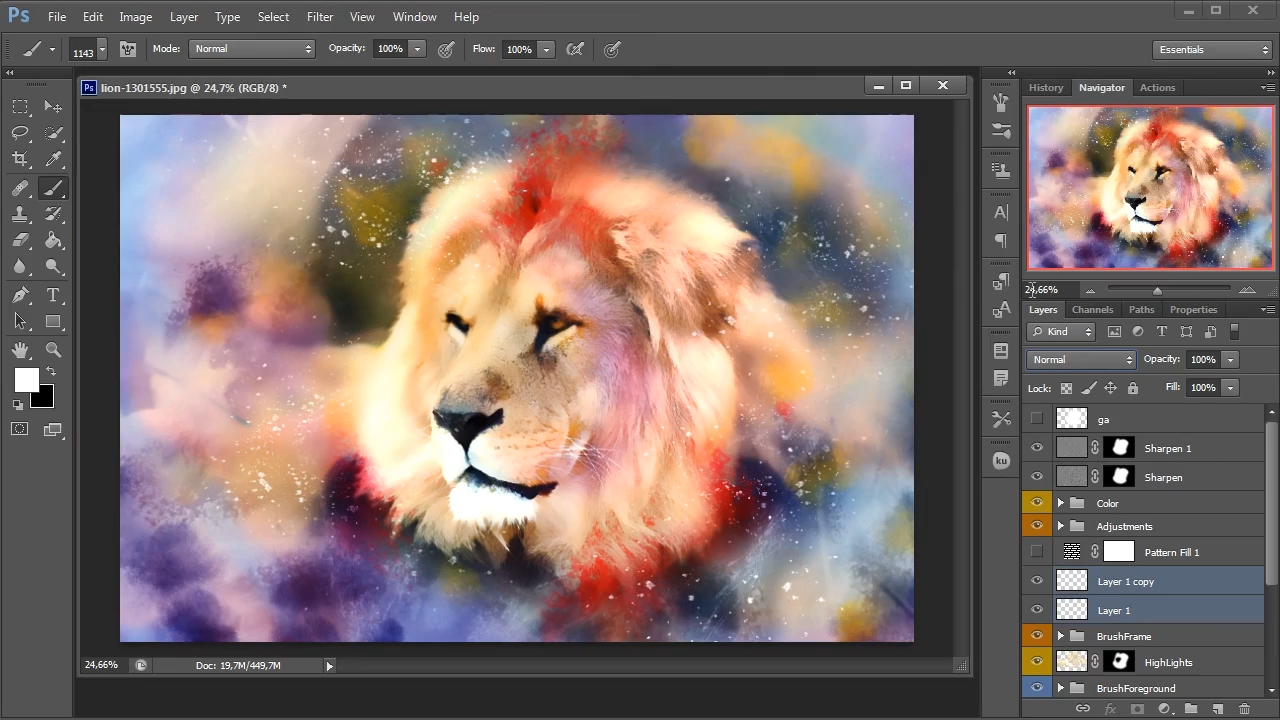 Ps File Edit Image Layer Type Select Filter View Window Help
1143 Mode: Normal Opacity: 100% Flow: 100% Essentials
Ps lion-1301555.jpg @ 24,7% (RGB/8) *
History Navigator Actions
24,66%
Layers Channels Paths Properties
Kind
Normal Opacity: 100%
Lock: Fill: 100%
ga
Sharpen 1
Sharpen
Color
Adjustments
Pattern Fill 1
Layer 1 copy
Layer 1
BrushFrame
HighLights
BrushForeground
24,66% Doc: 19,7M/449,7M
ku
fx